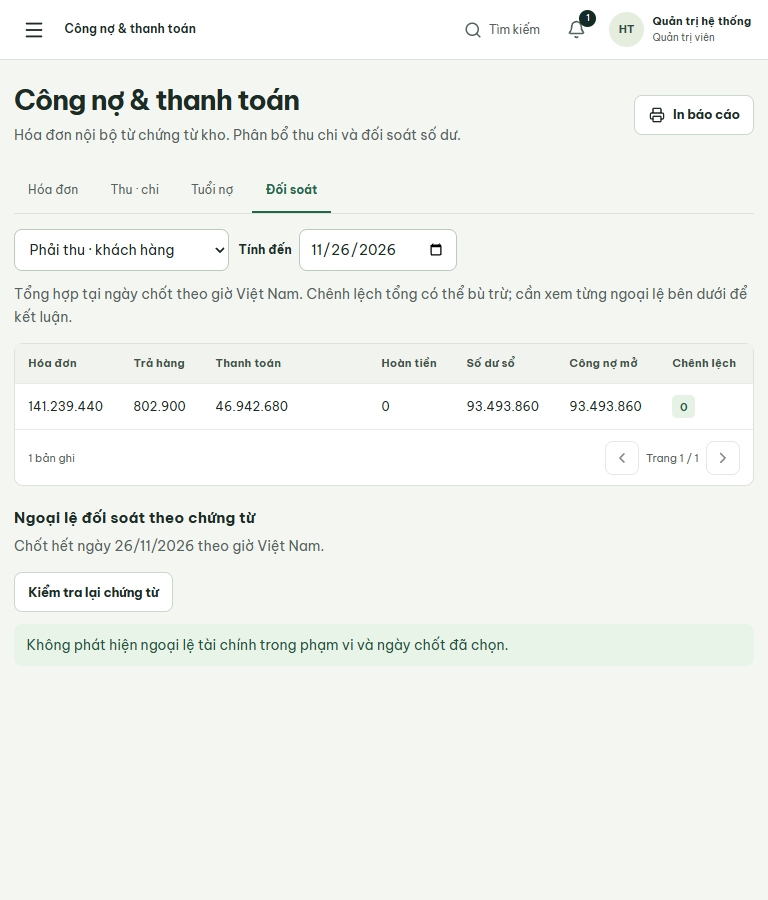 Công nợ & thanh toán
Tìm kiếm
1
HT
Quản trị hệ thống
Quản trị viên
Công nợ & thanh toán
Hóa đơn nội bộ từ chứng từ kho. Phân bổ thu chi và đối soát số dư.
In báo cáo
Hóa đơn
Thu · chi
Tuổi nợ
Đối soát
Phải thu · khách hàng
Tính đến
11/26/2026
Tổng hợp tại ngày chốt theo giờ Việt Nam. Chênh lệch tổng có thể bù trừ; cần xem từng ngoại lệ bên dưới để
kết luận.
Hóa đơn Trả hàng Thanh toán Hoàn tiền Số dư sổ Công nợ mở Chênh lệch
141.239.440 802.900 46.942.680 0 93.493.860 93.493.860 0
1 bản ghi
Trang 1 / 1
Ngoại lệ đối soát theo chứng từ
Chốt hết ngày 26/11/2026 theo giờ Việt Nam.
Kiểm tra lại chứng từ
Không phát hiện ngoại lệ tài chính trong phạm vi và ngày chốt đã chọn.